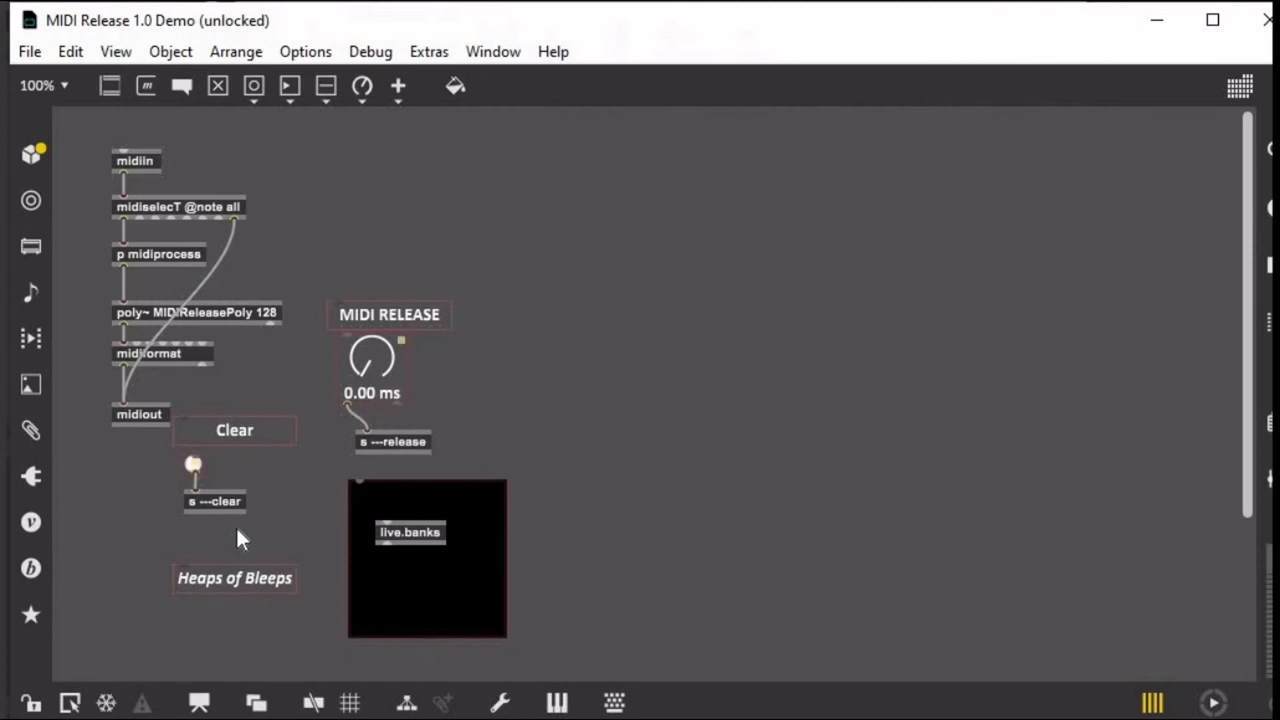 MIDI Release 1.0 Demo (unlocked)
File Edit View Object Arrange Options Debug Extras Window Help
100%
midiin
midiselecT @note all
p midiprocess
poly~ MIDIReleasePoly 128
midiformat
midiout
MIDI RELEASE
0.00 ms
s ---release
Clear
s ---clear
live.banks
Heaps of Bleeps